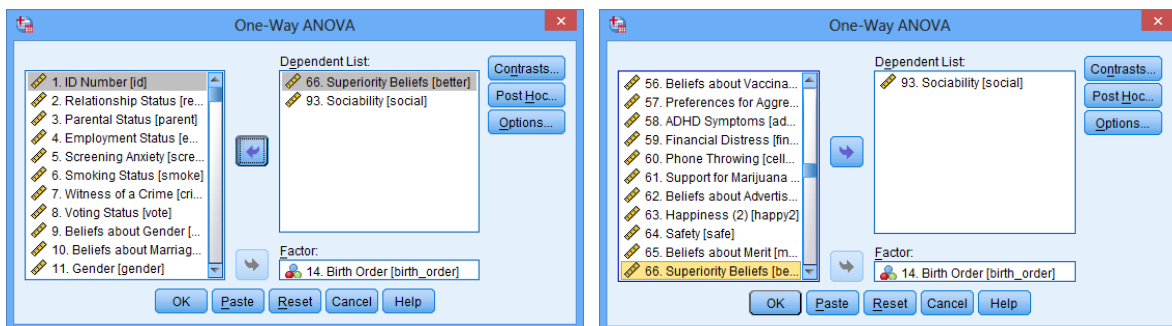 One-Way ANOVA
Dependent List:
1. ID Number [id]
2. Relationship Status [re...
3. Parental Status [parent]
4. Employment Status [e...
5. Screening Anxiety [scre...
6. Smoking Status [smoke]
7. Witness of a Crime [cri...
8. Voting Status [vote]
9. Beliefs about Gender [...
10. Beliefs about Marriag...
11. Gender [gender]
66. Superiority Beliefs [better]
93. Sociability [social]
Contrasts...
Post Hoc...
Options...
Factor:
14. Birth Order [birth_order]
OK Paste Reset Cancel Help
One-Way ANOVA
Dependent List:
56. Beliefs about Vaccina...
57. Preferences for Aggre...
58. ADHD Symptoms [ad...
59. Financial Distress [fin...
60. Phone Throwing [cell...
61. Support for Marijuana ...
62. Beliefs about Advertis...
63. Happiness (2) [happy2]
64. Safety [safe]
65. Beliefs about Merit [m...
66. Superiority Beliefs [be...
93. Sociability [social]
Contrasts...
Post Hoc...
Options...
Factor:
14. Birth Order [birth_order]
OK Paste Reset Cancel Help